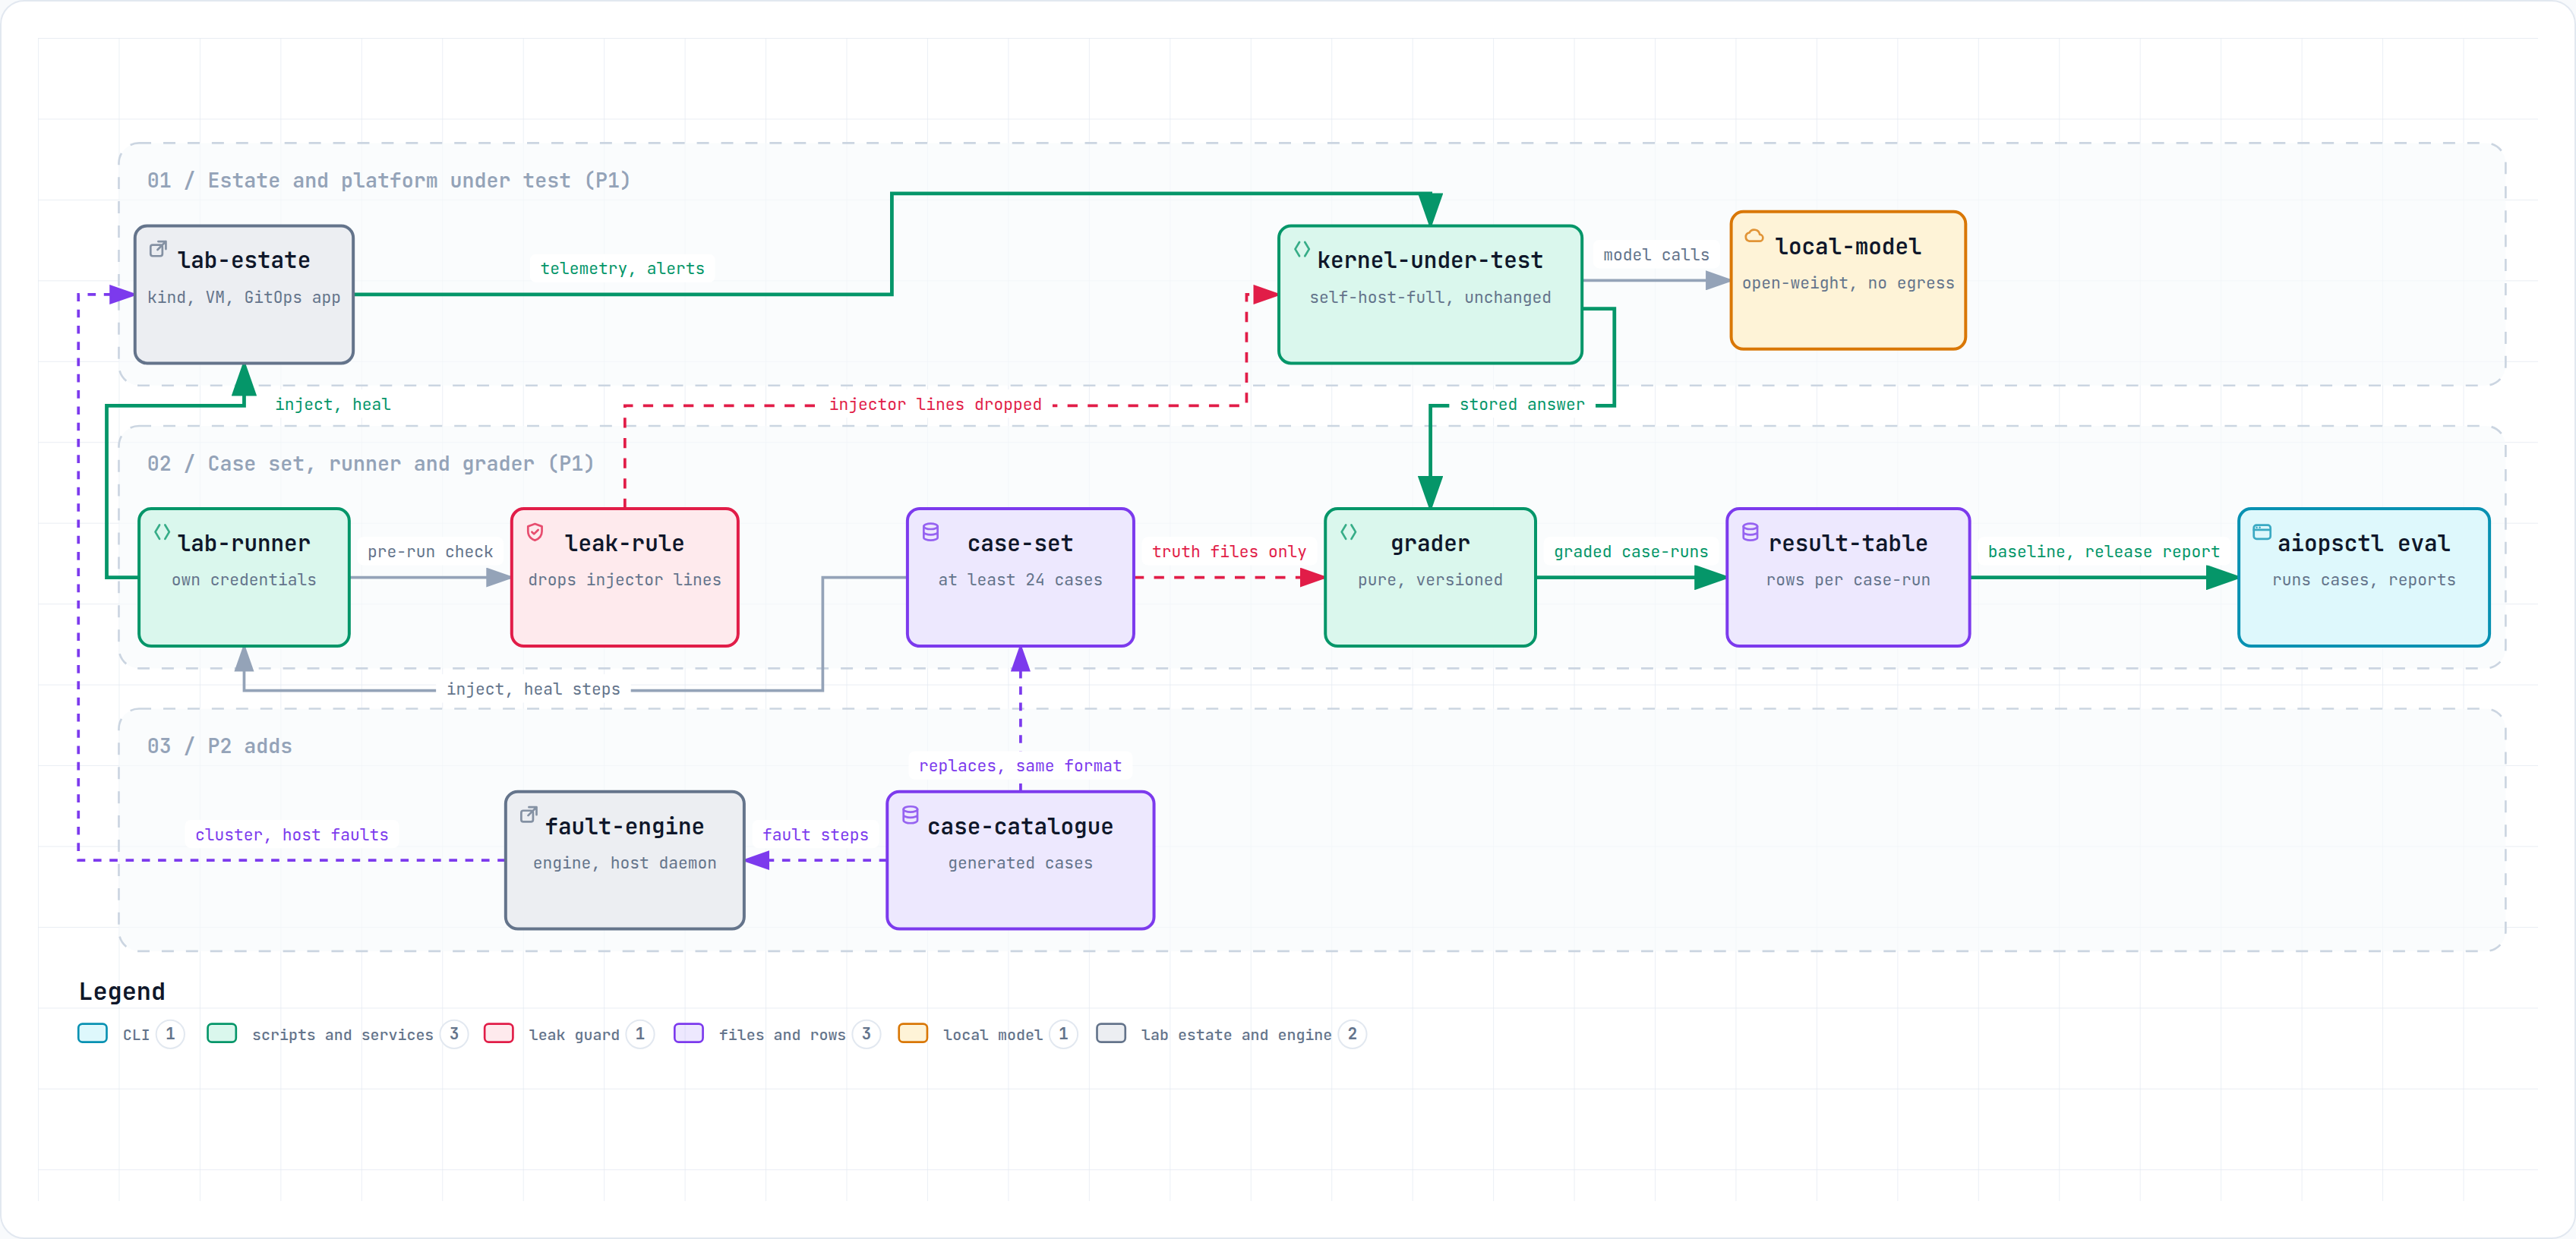 01 / Estate and platform under test (P1)
lab-estate
kind, VM, GitOps app
telemetry, alerts
kernel-under-test
self-host-full, unchanged
model calls
local-model
open-weight, no egress
inject, heal
injector lines dropped
stored answer
02 / Case set, runner and grader (P1)
lab-runner
own credentials
pre-run check
leak-rule
drops injector lines
case-set
at least 24 cases
truth files only
grader
pure, versioned
graded case-runs
result-table
rows per case-run
baseline, release report
aiopsctl eval
runs cases, reports
inject, heal steps
03 / P2 adds
replaces, same format
cluster, host faults
fault-engine
engine, host daemon
fault steps
case-catalogue
generated cases
Legend
CLI 1
scripts and services 3
leak guard 1
files and rows 3
local model 1
lab estate and engine 2